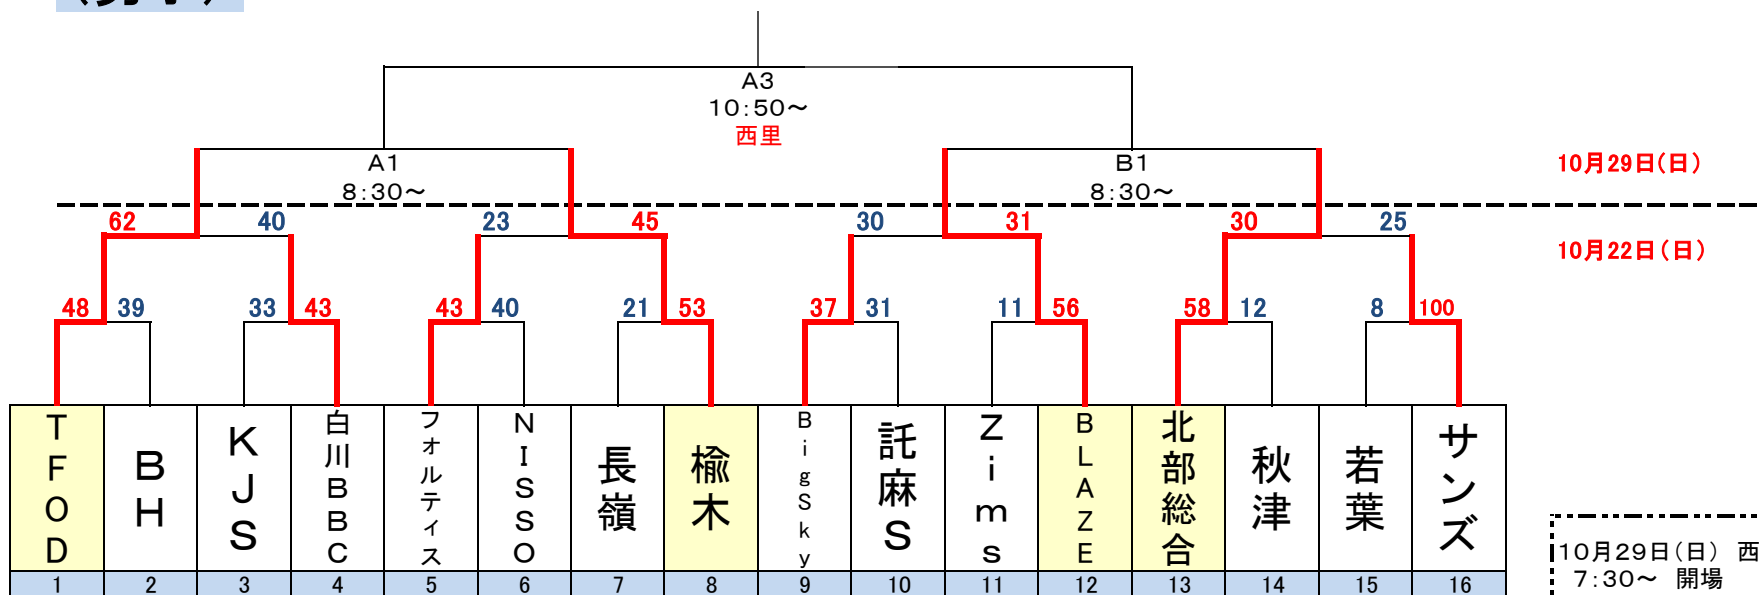 A3
10:50~
西里
A1
8:30~
B1
8:30~
10月29日(日)
62 40 23 45 30 31 30 25
10月22日(日)
48 39 33 43 43 40 21 53 37 31 11 56 58 12 8 100
TFOD
BH
KJS
白川BBC
フォルティス
NISSO
長嶺
楡木
BigSky
託麻S
Zims
BLAZE
北部総合
秋津
若葉
サンズ
1 2 3 4 5 6 7 8 9 10 11 12 13 14 15 16
10月29日(日) 西
7:30~ 開場